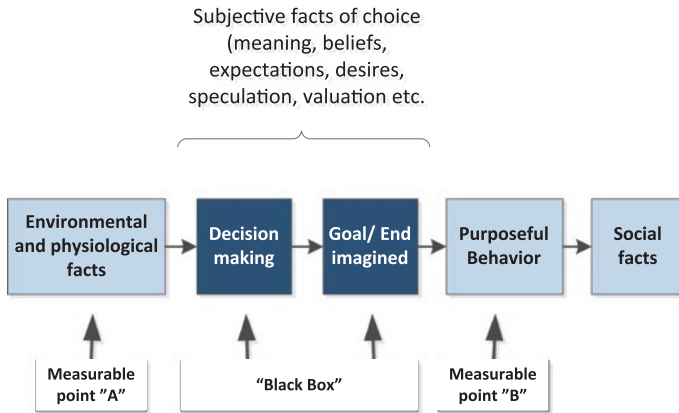 Subjective facts of choice
(meaning, beliefs,
expectations, desires,
speculation, valuation etc.
Environmental
and physiological
facts
Decision
making
Goal/ End
imagined
Purposeful
Behavior
Social
facts
Measurable
point ”A”
“Black Box”
Measurable
point ”B”